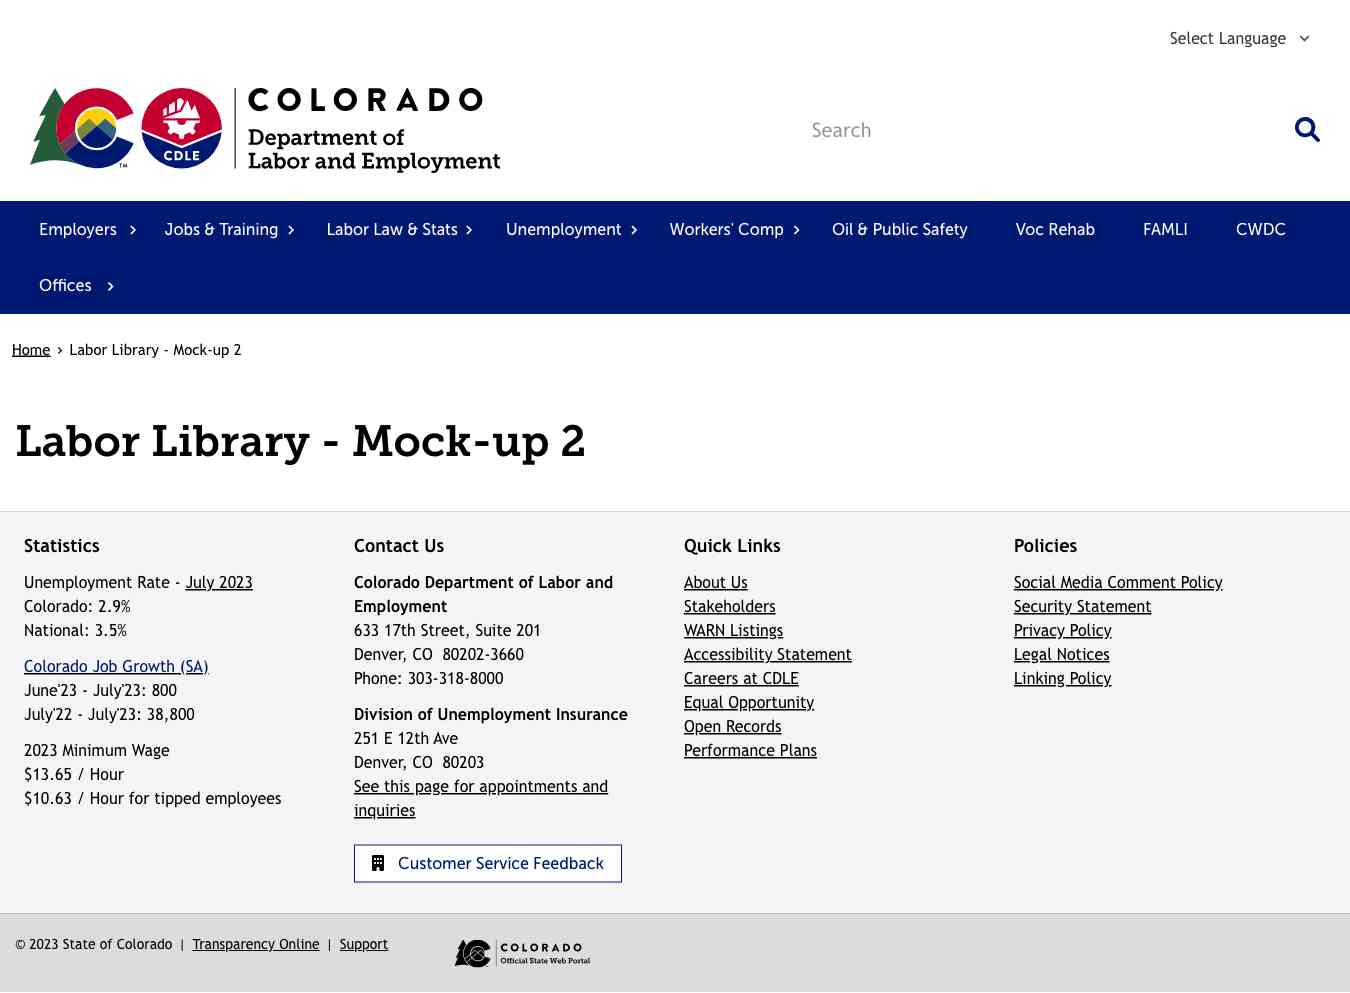 Select Language
COLORADO
Department of
Labor and Employment
CDLE
TM
Search
Employers
Jobs & Training
Labor Law & Stats
Unemployment
Workers' Comp
Oil & Public Safety
Voc Rehab
FAMLI
CWDC
Offices
Home › Labor Library - Mock-up 2
Labor Library - Mock-up 2
Statistics
Unemployment Rate - July 2023
Colorado: 2.9%
National: 3.5%
Colorado Job Growth (SA)
June'23 - July'23: 800
July'22 - July'23: 38,800
2023 Minimum Wage
$13.65 / Hour
$10.63 / Hour for tipped employees
Contact Us
Colorado Department of Labor and
Employment
633 17th Street, Suite 201
Denver, CO  80202-3660
Phone: 303-318-8000
Division of Unemployment Insurance
251 E 12th Ave
Denver, CO  80203
See this page for appointments and
inquiries
Customer Service Feedback
Quick Links
About Us
Stakeholders
WARN Listings
Accessibility Statement
Careers at CDLE
Equal Opportunity
Open Records
Performance Plans
Policies
Social Media Comment Policy
Security Statement
Privacy Policy
Legal Notices
Linking Policy
© 2023 State of Colorado | Transparency Online | Support
COLORADO
Official State Web Portal